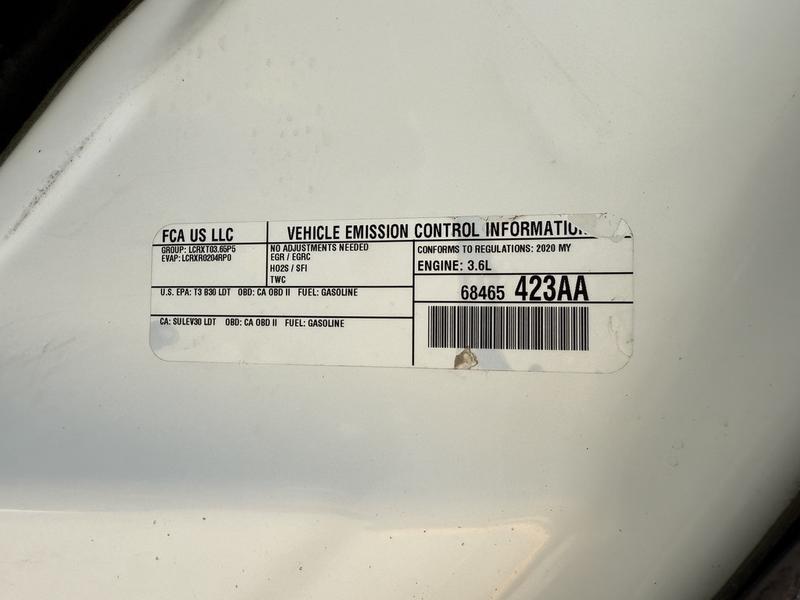 FCA US LLC
VEHICLE EMISSION CONTROL INFORMATION
GROUP: LCRXT03.65P5
EVAP: LCRXR0204RP0
NO ADJUSTMENTS NEEDED
EGR / EGRC
HO2S / SFI
TWC
CONFORMS TO REGULATIONS: 2020 MY
ENGINE: 3.6L
U.S. EPA: T3 B30 LDT OBD: CA OBD II FUEL: GASOLINE
CA: SULEV30 LDT OBD: CA OBD II FUEL: GASOLINE
68465 423AA